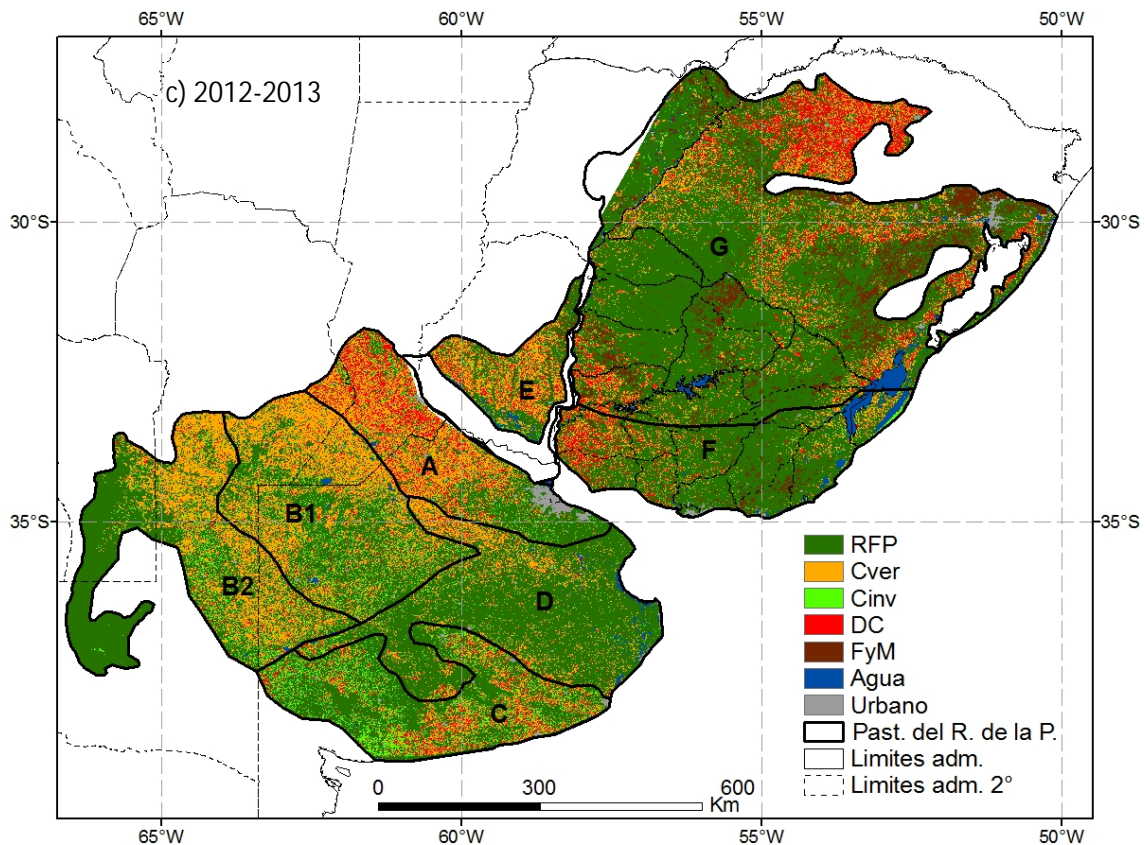 65°W 60°W 55°W 50°W
c) 2012-2013
30°S 30°S
G
E
A
F
B1
35°S 35°S
B2
D
C
RFP
Cver
Cinv
DC
FyM
Agua
Urbano
Past. del R. de la P.
Limites adm.
Limites adm. 2°
0 300 600
Km
65°W 60°W 55°W 50°W